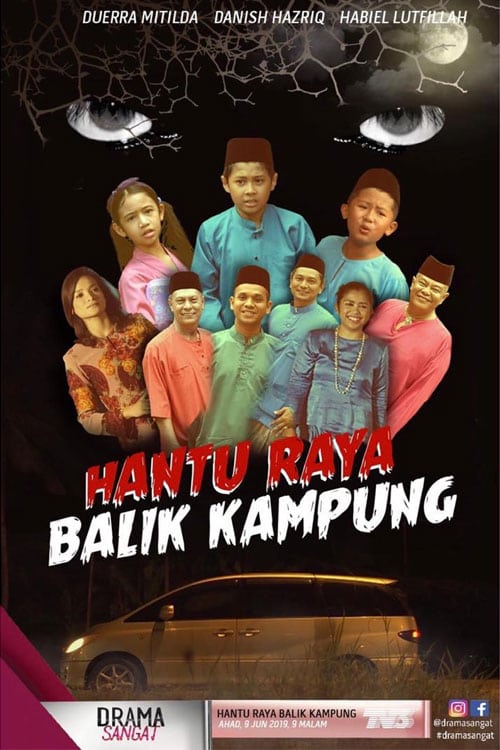 DUERRA MITILDA DANISH HAZRIQ HABIEL LUTFILLAH
HANTU RAYA
BALIK KAMPUNG
DRAMA
SANGAT
HANTU RAYA BALIK KAMPUNG
AHAD, 9 JUN 2019, 9 MALAM
TV3
@dramasangat
#dramasangat